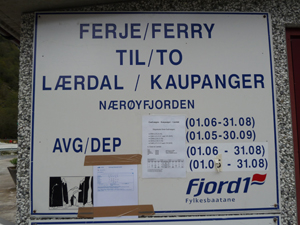 FERJE/FERRY
TIL/TO
LÆRDAL / KAUPANGER
NÆRØYFJORDEN
(01.06-31.08)
(01.05-30.09)
AVG/DEP
(01.06 - 31.08)
(01.0 - 31.08)
Fjord1
Fylkesbaatane